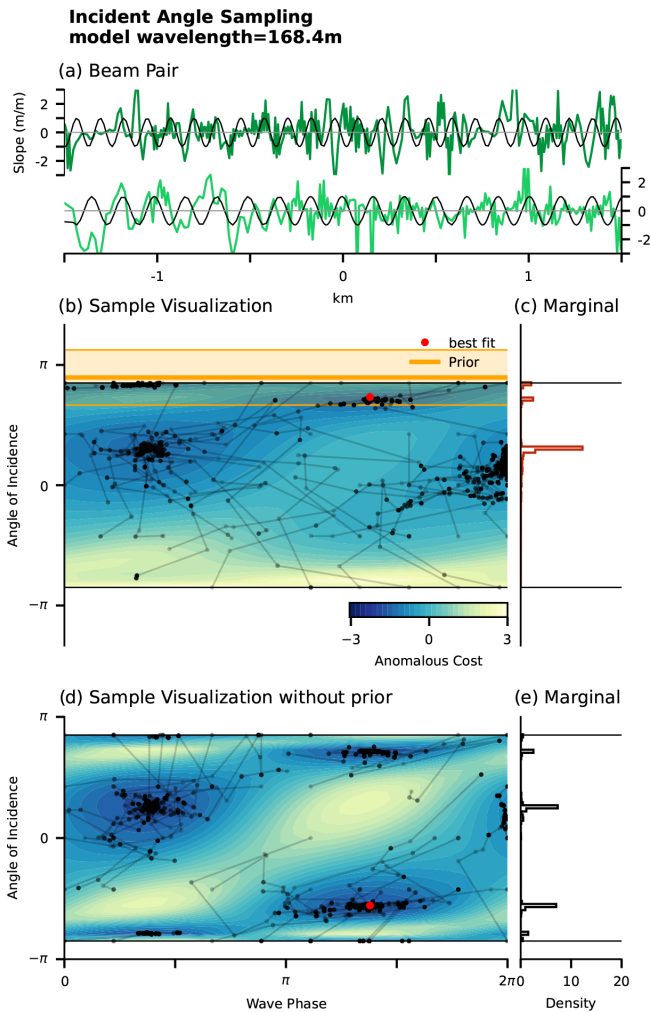 Incident Angle Sampling
model wavelength=168.4m
(a) Beam Pair
Slope (m/m)
2
0
-2
2
0
-2
-1
0
1
km
(b) Sample Visualization
(c) Marginal
best fit
Prior
Angle of Incidence
π
0
−π
−3
0
3
Anomalous Cost
(d) Sample Visualization without prior
(e) Marginal
Angle of Incidence
π
0
−π
0
π
2π
Wave Phase
0
10
20
Density